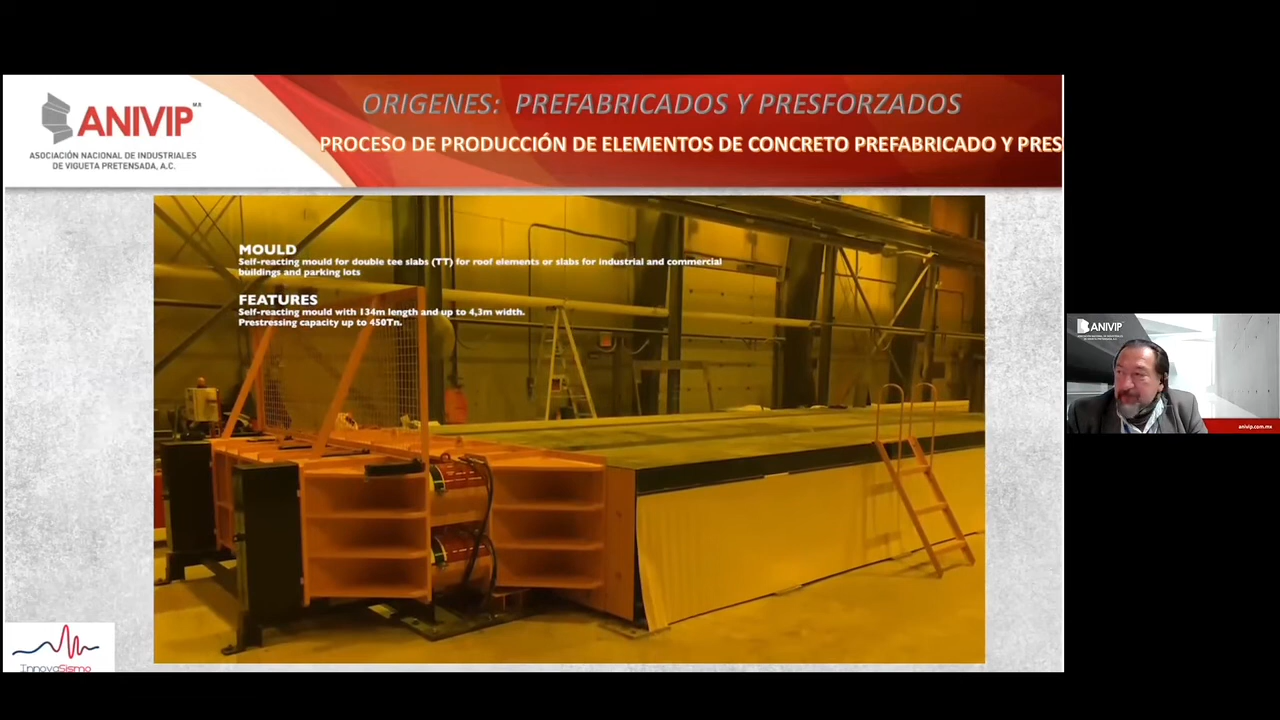 ANIVIP
M.R
ASOCIACIÓN NACIONAL DE INDUSTRIALES
DE VIGUETA PRETENSADA, A.C.
ORIGENES: PREFABRICADOS Y PRESFORZADOS
PROCESO DE PRODUCCIÓN DE ELEMENTOS DE CONCRETO PREFABRICADO Y PRES
MOULD
Self-reacting mould for double tee slabs (TT) for roof elements or slabs for industrial and commercial
buildings and parking lots
FEATURES
Self-reacting mould with 134m length and up to 4,3m width.
Prestressing capacity up to 450Tn.
InnovaSismo
ANIVIP
anivip.com.mx